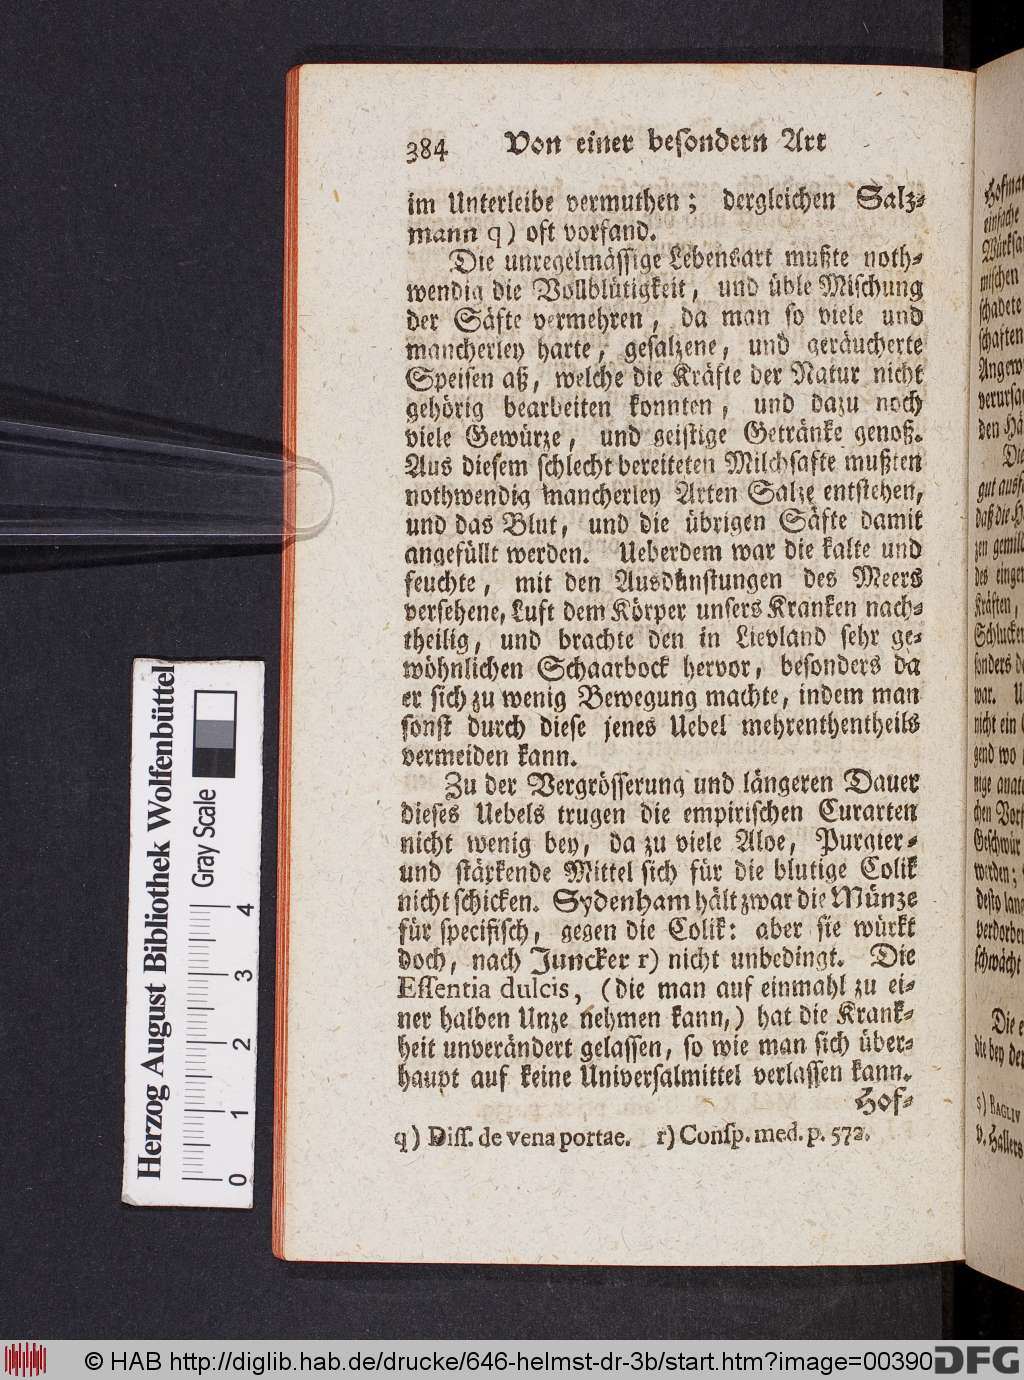 384 Von einer besondern Art
im Unterleibe vermuthen; dergleichen Salz-
mann q) oft vorfand.
Die unregelmässige Lebensart mußte noth-
wendig die Vollblütigkeit, und üble Mischung
der Säfte vermehren, da man so viele und
mancherley harte, gesalzene, und geräucherte
Speisen aß, welche die Kräfte der Natur nicht
gehörig bearbeiten konnten, und dazu noch
viele Gewürze, und geistige Getränke genoß.
Aus diesem schlecht bereiteten Milchsafte mußten
nothwendig mancherley Arten Salze entstehen,
und das Blut, und die übrigen Säfte damit
angefüllt werden. Ueberdem war die kalte und
feuchte, mit den Ausdünstungen des Meers
versehene, Luft dem Körper unsers Kranken nach-
theilig, und brachte den in Lievland sehr ge-
wöhnlichen Schaarbock hervor, besonders da
er sich zu wenig Bewegung machte, indem man
sonst durch diese jenes Uebel mehrenthentheils
vermeiden kann.
Zu der Vergrösserung und längeren Dauer
dieses Uebels trugen die empirischen Curarten
nicht wenig bey, da zu viele Aloe, Purgier-
und stärkende Mittel sich für die blutige Colik
nicht schicken. Sydenham hält zwar die Münze
für specifisch, gegen die Colik: aber sie würkt
doch, nach Juncker r) nicht unbedingt. Die
Essentia dulcis, (die man auf einmahl zu ei-
ner halben Unze nehmen kann,) hat die Krank-
heit unverändert gelassen, so wie man sich über-
haupt auf keine Universalmittel verlassen kann.
Hof-
q) Diss. de vena portae. r) Consp. med. p. 572.
Herzog August Bibliothek Wolfenbüttel
Gray Scale
0 1 2 3 4
© HAB http://diglib.hab.de/drucke/646-helmst-dr-3b/start.htm?image=00390
DFG